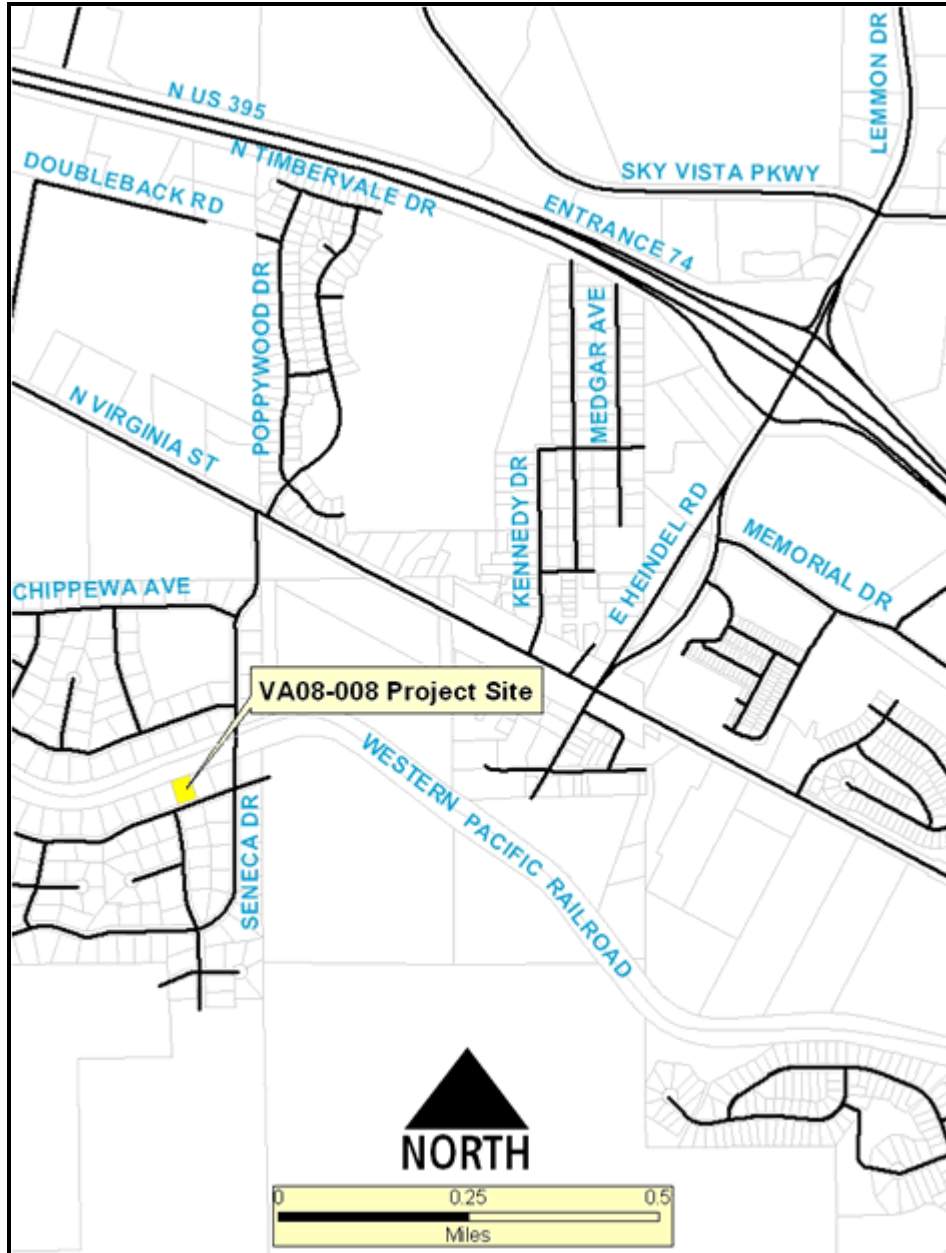 LEMMON DR
N US 395
N TIMBERVALE DR
DOUBLEBACK RD
SKY VISTA PKWY
ENTRANCE 74
POPPYWOOD DR
MEDGAR AVE
N VIRGINIA ST
KENNEDY DR
E HEINDEL RD
MEMORIAL DR
CHIPPEWA AVE
VA08-008 Project Site
WESTERN PACIFIC RAILROAD
SENECA DR
NORTH
0 0.25 0.5
Miles